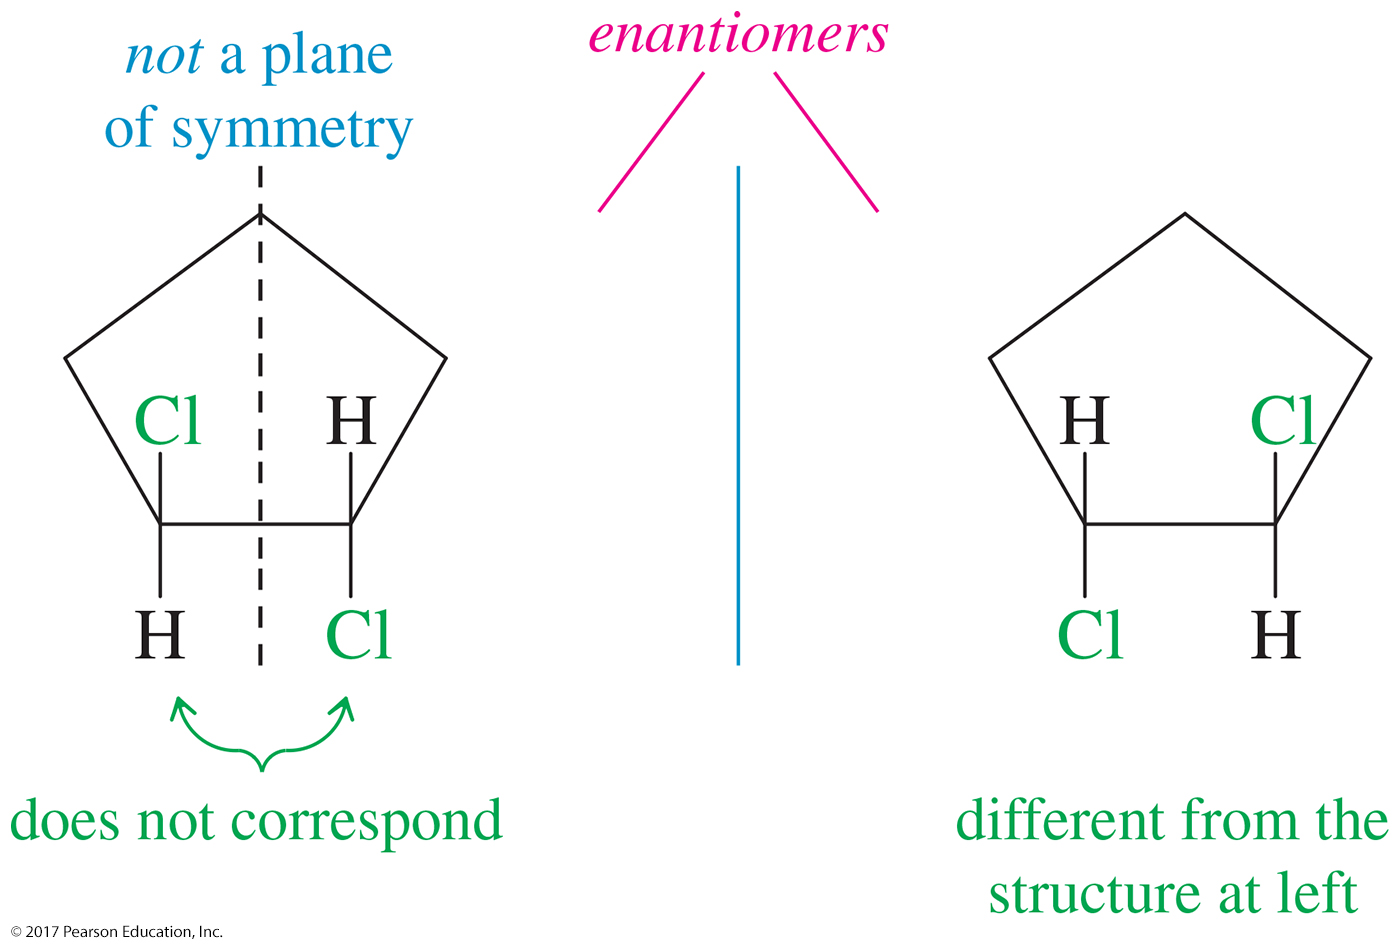 not a plane
of symmetry
enantiomers
Cl H
H Cl
H Cl
Cl H
does not correspond
different from the
structure at left
© 2017 Pearson Education, Inc.